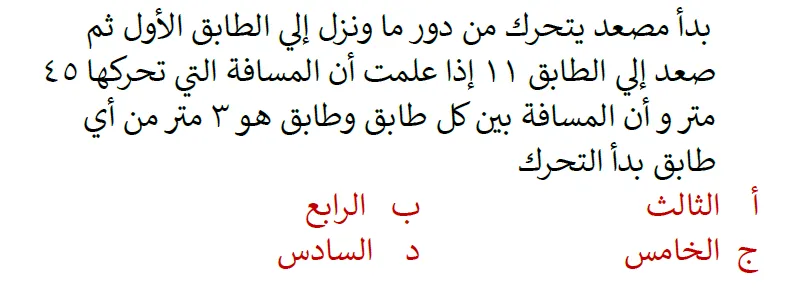 بدأ مصعد يتحرك من دور ما ونزل إلي الطابق الأول ثم
صعد إلي الطابق ١١ إذا علمت أن المسافة التي تحركها ٤٥
متر و أن المسافة بين كل طابق وطابق هو ٣ متر من أي
طابق بدأ التحرك
أ الثالث ب الرابع
ج الخامس د السادس